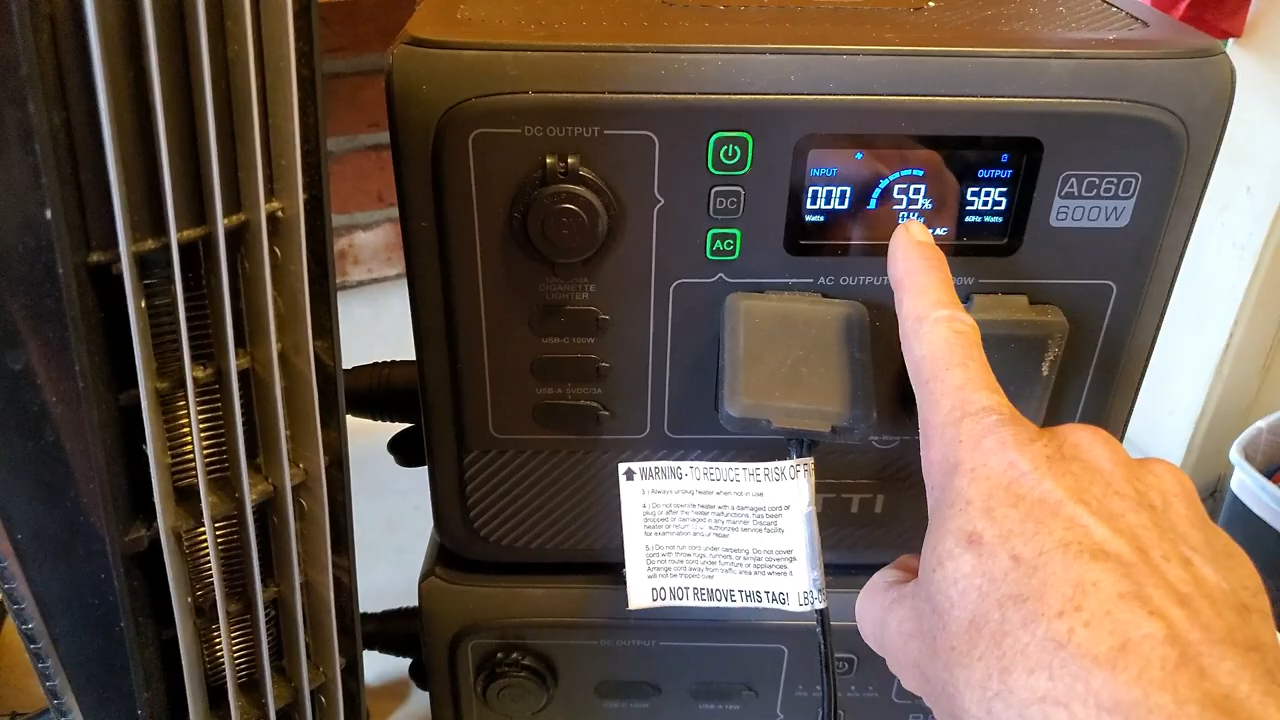 DC OUTPUT
CIGARETTE
LIGHTER
USB-C 100W
USB-A 5VDC/3A
DC
AC
INPUT
000
Watts
59%
0.4
AC
OUTPUT
585
60Hz Watts
AC60
600W
AC OUTPUT
TTI
WARNING - TO REDUCE THE RISK OF
3.) Always unplug heater when not in use
4.) Do not operate heater with a damaged cord or
plug or after the heater malfunctions, has been
dropped or damaged in any manner. Discard
heater or return to authorized service facility
for examination and/or repair
5.) Do not run cord under carpeting. Do not cover
cord with throw rugs, runners, or similar coverings.
Do not route cord under furniture or appliances.
Arrange cord away from traffic area and where it
will not be tripped over
DO NOT REMOVE THIS TAG!
DC OUTPUT
USB-C 100W